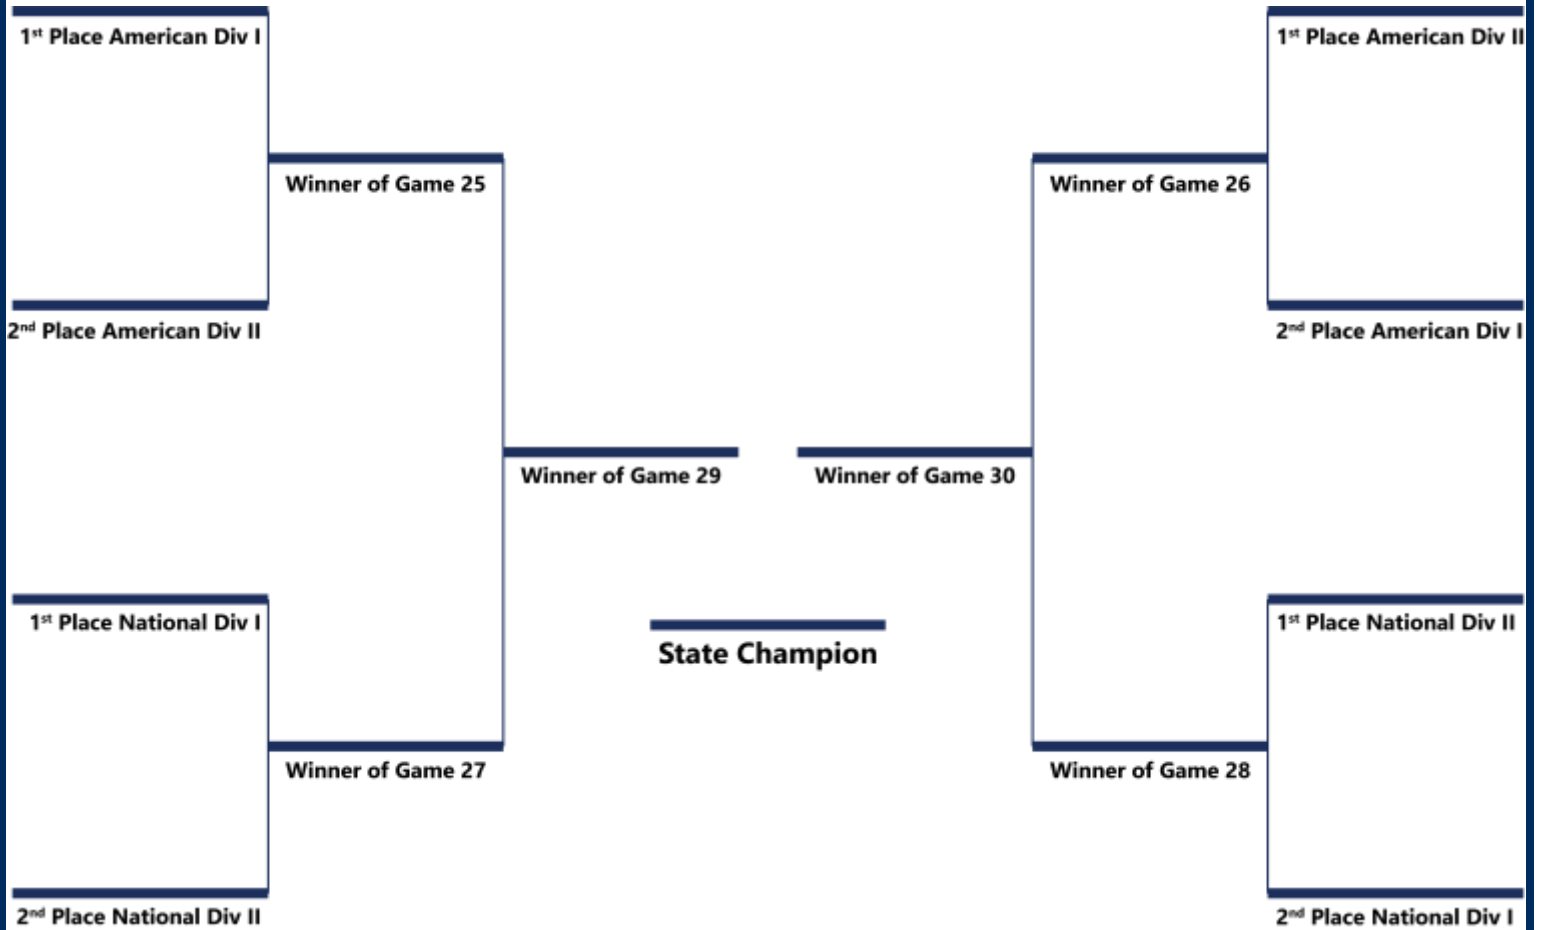 1st Place American Div I
1st Place American Div II
Winner of Game 25
Winner of Game 26
2nd Place American Div II
2nd Place American Div I
Winner of Game 29
Winner of Game 30
1st Place National Div I
1st Place National Div II
State Champion
Winner of Game 27
Winner of Game 28
2nd Place National Div II
2nd Place National Div I